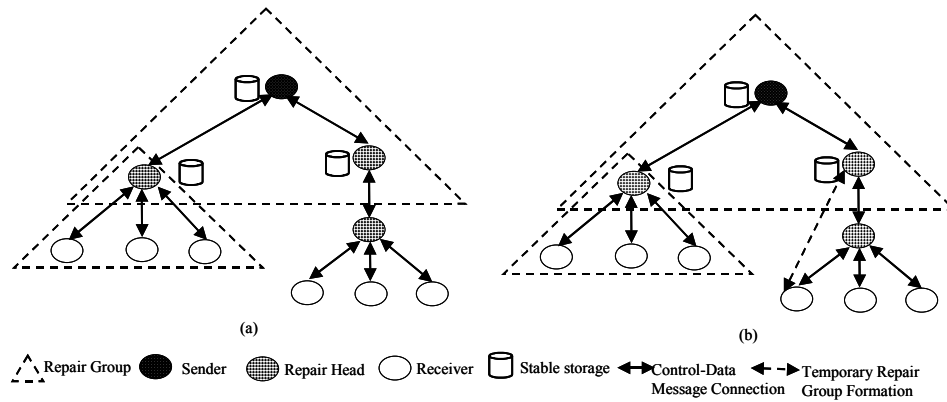 (a)
(b)
Repair Group
Sender
Repair Head
Receiver
Stable storage
Control-Data
Message Connection
Temporary Repair
Group Formation